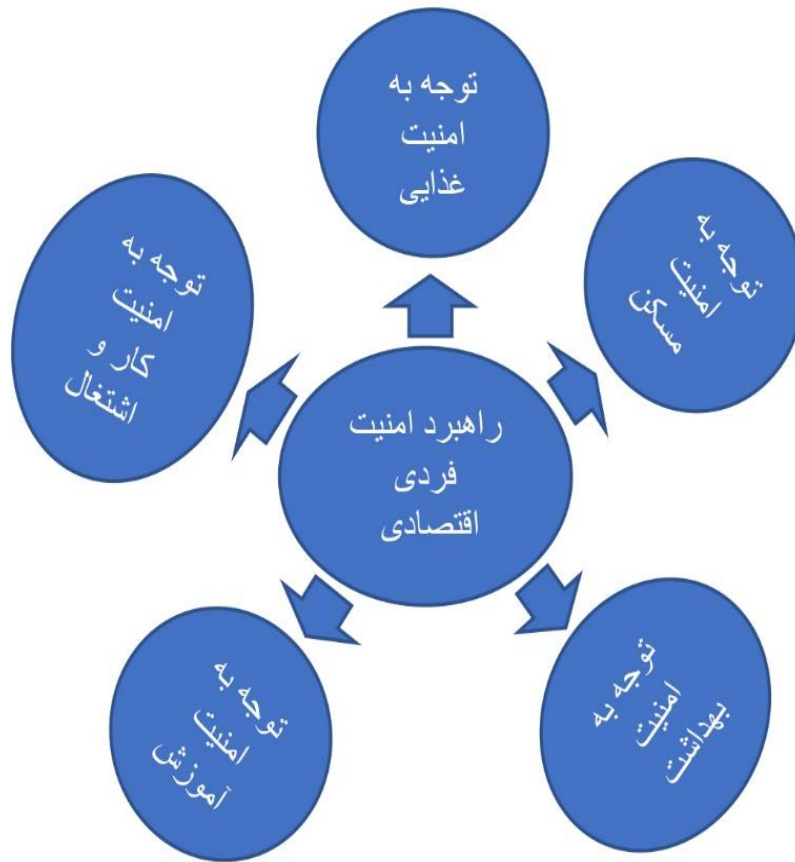 توجه به
امنیت
غذایی
توجه به
امنیت
مسکن
توجه به
امنیت
کار و
اشتغال
راهبرد امنیت
فردی
اقتصادی
توجه به
امنیت
بهداشت
توجه به
امنیت
آموزش